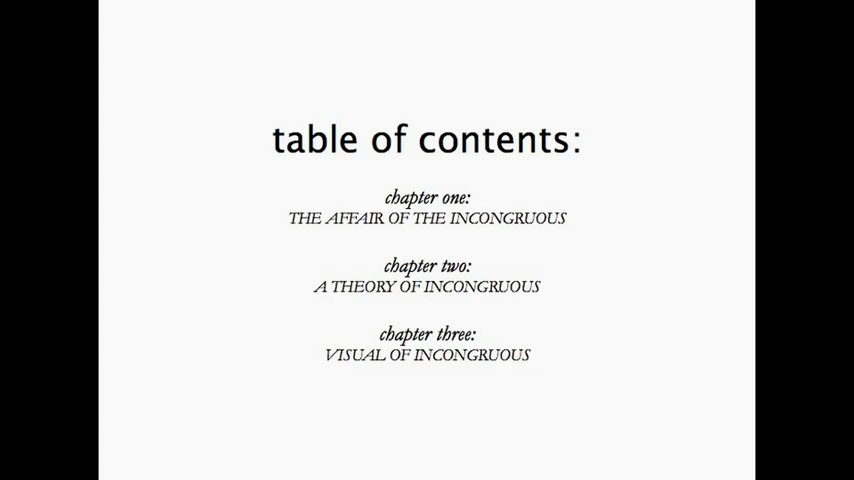 table of contents:
chapter one:
THE AFFAIR OF THE INCONGRUOUS
chapter two:
A THEORY OF INCONGRUOUS
chapter three:
VISUAL OF INCONGRUOUS